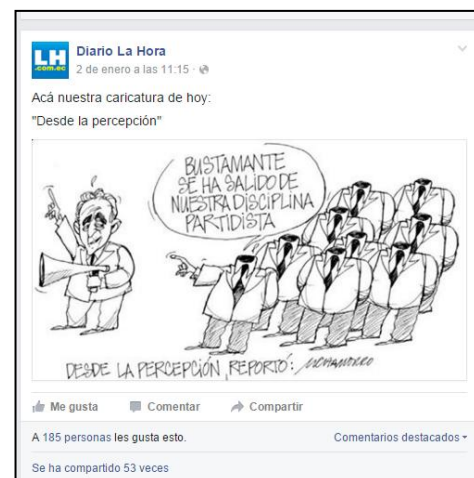 LH
.com.ec
Diario La Hora
2 de enero a las 11:15 ·
Acá nuestra caricatura de hoy:
"Desde la percepción"
BUSTAMANTE
SE HA SALIDO DE
NUESTRA DISCIPLINA
PARTIDISTA
DESDE LA PERCEPCIÓN, REPORTÓ:
Me gusta
Comentar
Compartir
A 185 personas les gusta esto.
Comentarios destacados
Se ha compartido 53 veces